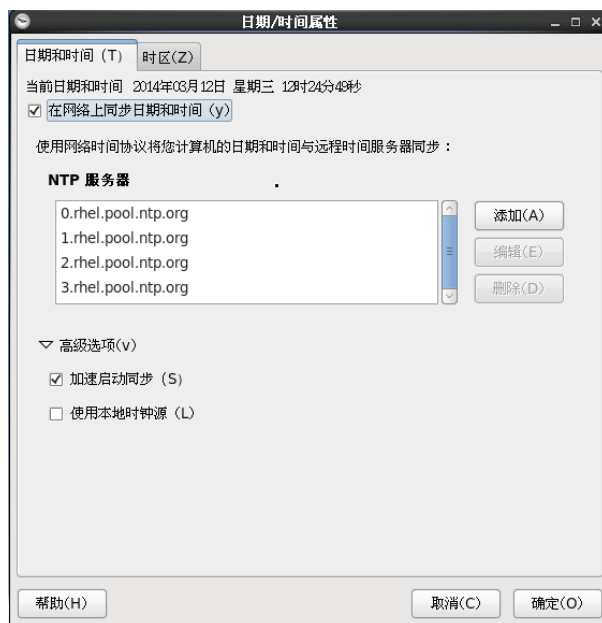 日期/时间属性
日期和时间（T） 时区(Z)
当前日期和时间 2014年03月12日 星期三 12时24分49秒
在网络上同步日期和时间（y）
使用网络时间协议将您计算机的日期和时间与远程时间服务器同步：
NTP 服务器
0.rhel.pool.ntp.org
1.rhel.pool.ntp.org
2.rhel.pool.ntp.org
3.rhel.pool.ntp.org
添加(A)
编辑(E)
删除(D)
高级选项(v)
加速启动同步（S）
使用本地时钟源（L）
帮助(H) 取消(C) 确定(O)